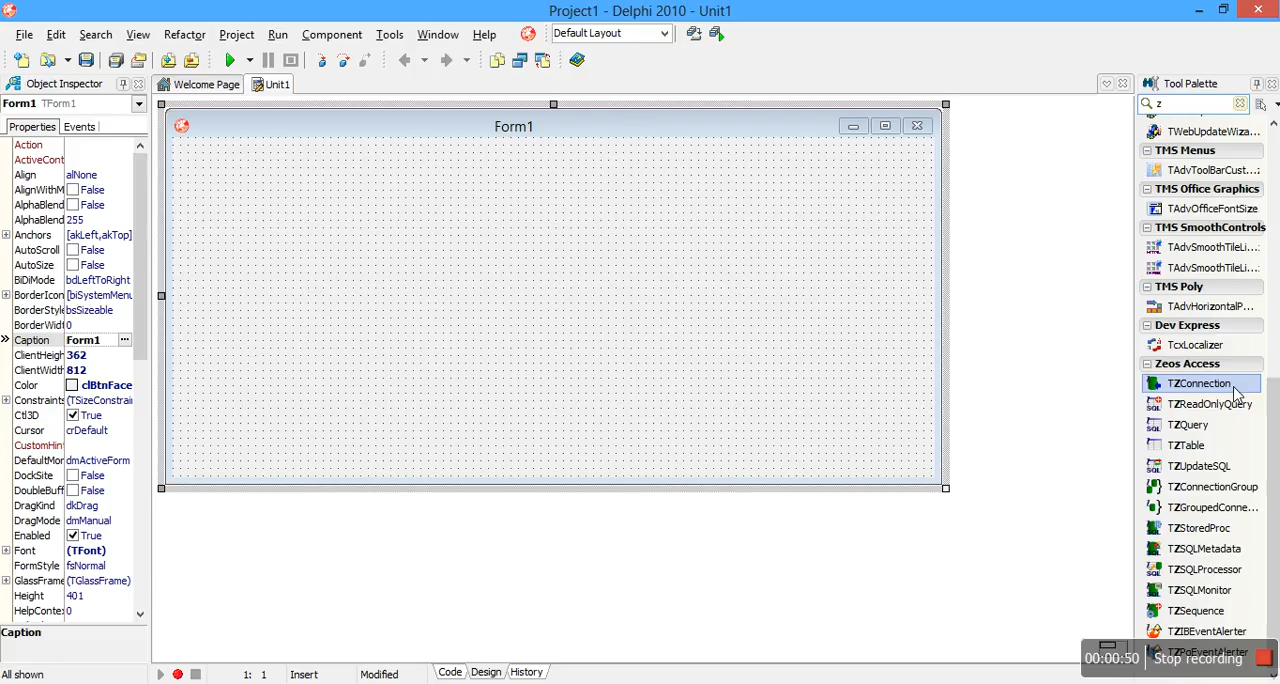 Project1 - Delphi 2010 - Unit1
File Edit Search View Refactor Project Run Component Tools Window Help Default Layout
Object Inspector
Form1 TForm1
Properties Events
Action
ActiveCont
Align alNone
AlignWithM False
AlphaBlend False
AlphaBlend 255
Anchors [akLeft,akTop]
AutoScroll False
AutoSize False
BiDiMode bdLeftToRight
BorderIcon [biSystemMenu
BorderStyle bsSizeable
BorderWidt 0
Caption Form1
ClientHeigh 362
ClientWidth 812
Color clBtnFace
Constraints (TSizeConstrai
Ctl3D True
Cursor crDefault
CustomHint
DefaultMon dmActiveForm
DockSite False
DoubleBuff False
DragKind dkDrag
DragMode dmManual
Enabled True
Font (TFont)
FormStyle fsNormal
GlassFrame (TGlassFrame)
Height 401
HelpContex 0
Caption
All shown
Welcome Page Unit1
Form1
1: 1 Insert Modified Code Design History
Tool Palette
z
TWebUpdateWiza...
TMS Menus
TAdvToolBarCust...
TMS Office Graphics
TAdvOfficeFontSize
TMS SmoothControls
TAdvSmoothTileLi...
TAdvSmoothTileLi...
TMS Poly
TAdvHorizontalP...
Dev Express
TcxLocalizer
Zeos Access
TZConnection
TZReadOnlyQuery
TZQuery
TZTable
TZUpdateSQL
TZConnectionGroup
TZGroupedConne...
TZStoredProc
TZSQLMetadata
TZSQLProcessor
TZSQLMonitor
TZSequence
TZIBEventAlerter
TZPgEventAlerter
00:00:50 Stop recording